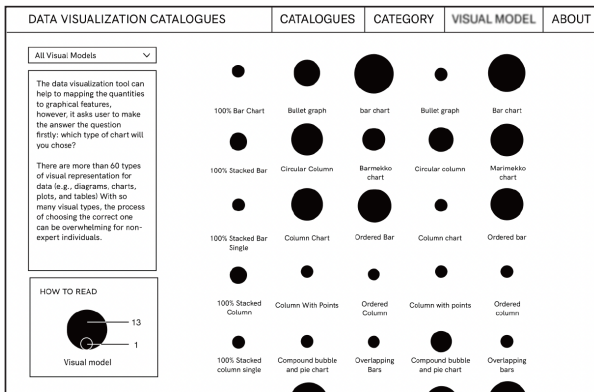 DATA VISUALIZATION CATALOGUES CATALOGUES CATEGORY VISUAL MODEL ABOUT
All Visual Models
The data visualization tool can
help to mapping the quantities
to graphical features,
however, it asks user to make
the answer the question
firstly: which type of chart will
you chose?
There are more than 60 types
of visual representation for
data (e.g., diagrams, charts,
plots, and tables) With so
many visual types, the process
of choosing the correct one
can be overwhelming for non-
expert individuals.
HOW TO READ
13
1
Visual model
100% Bar Chart Bullet graph bar chart Bullet graph Bar chart
100% Stacked Bar Circular Column Barmekko Circular column Marimekko
chart chart
100% Stacked Bar Column Chart Ordered Bar Column chart Ordered bar
Single
100% Stacked Column With Points Ordered Column with points Ordered
Column Column column
100% Stacked Compound bubble Overlapping Compound bubble Overlapping
column single and pie chart Bars and pie chart bars